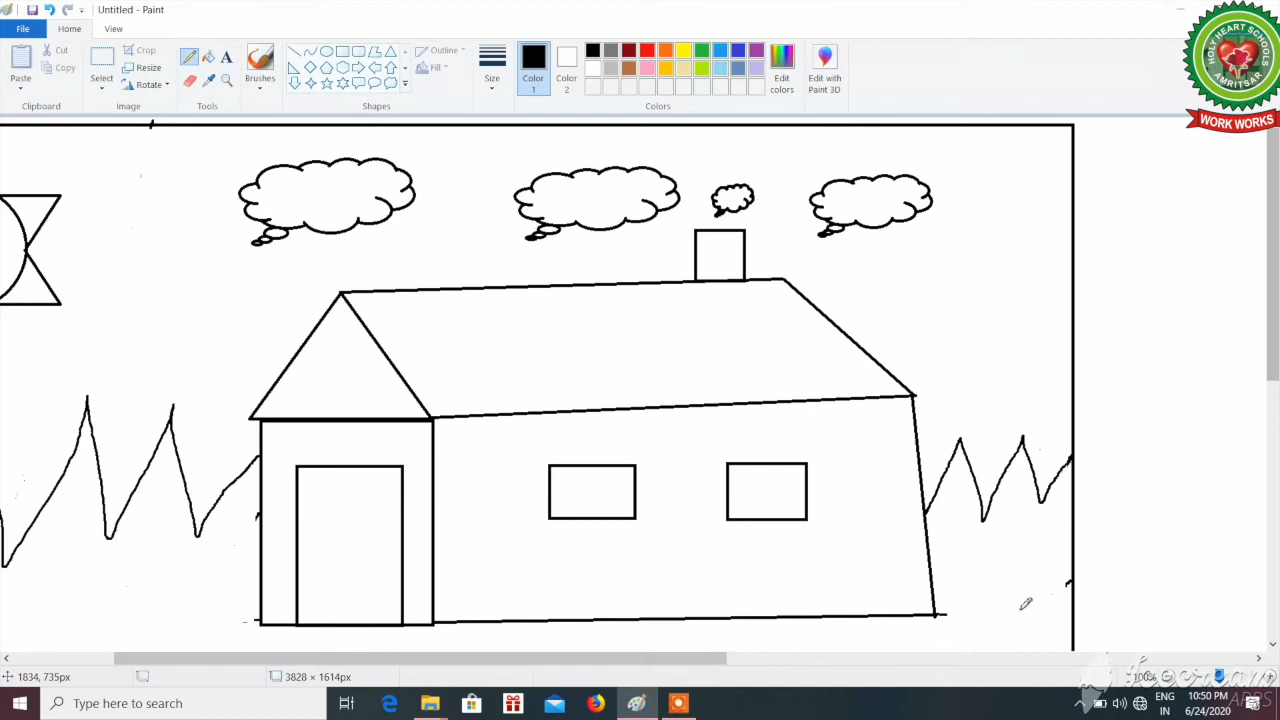 Untitled - Paint
File
Home
View
Paste
Cut
Copy
Clipboard
Select
Crop
Resize
Rotate
Image
A
Tools
Brushes
Shapes
Outline
Fill
Size
Color
1
Color
2
Colors
Edit
colors
Edit with
Paint 3D
HOLY HEART SCHOOLS
AMRITSAR
WORK WORKS
1834, 735px
3828 × 1614px
100%
APPS
Type here to search
ENG
IN
10:50 PM
6/24/2020